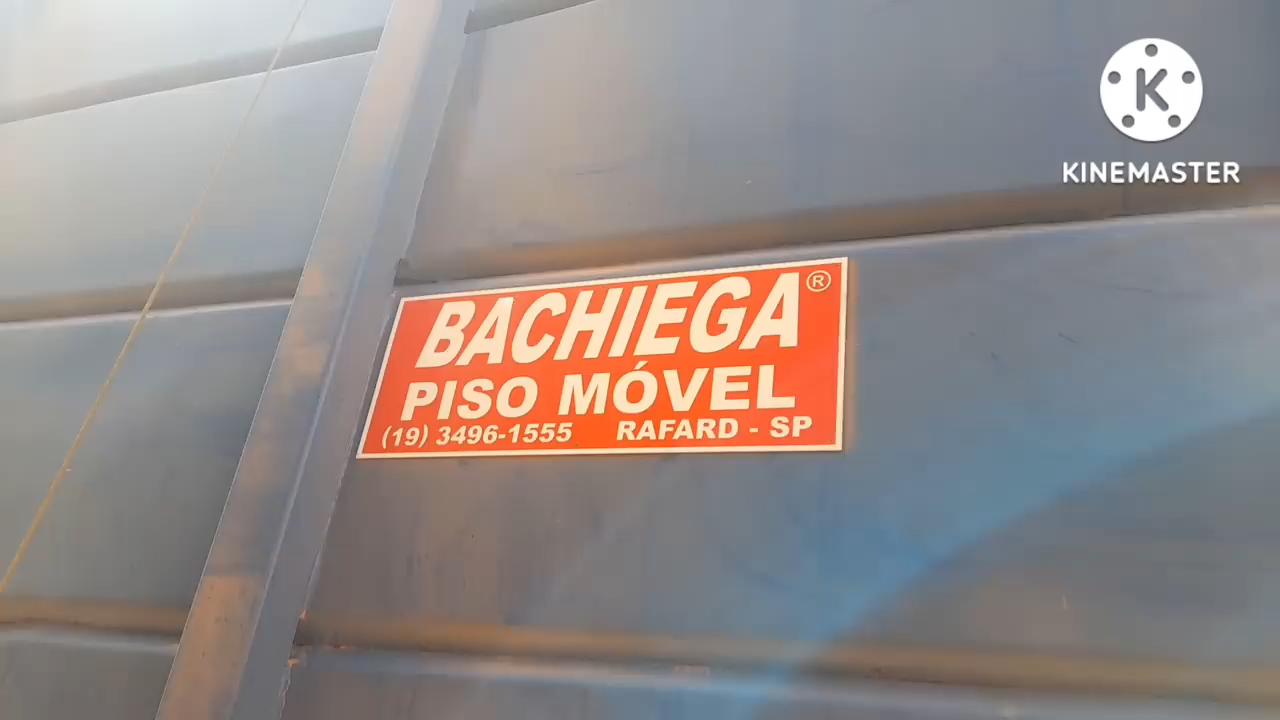 K
KINEMASTER
BACHIEGA®
PISO MÓVEL
(19) 3496-1555 RAFARD - SP